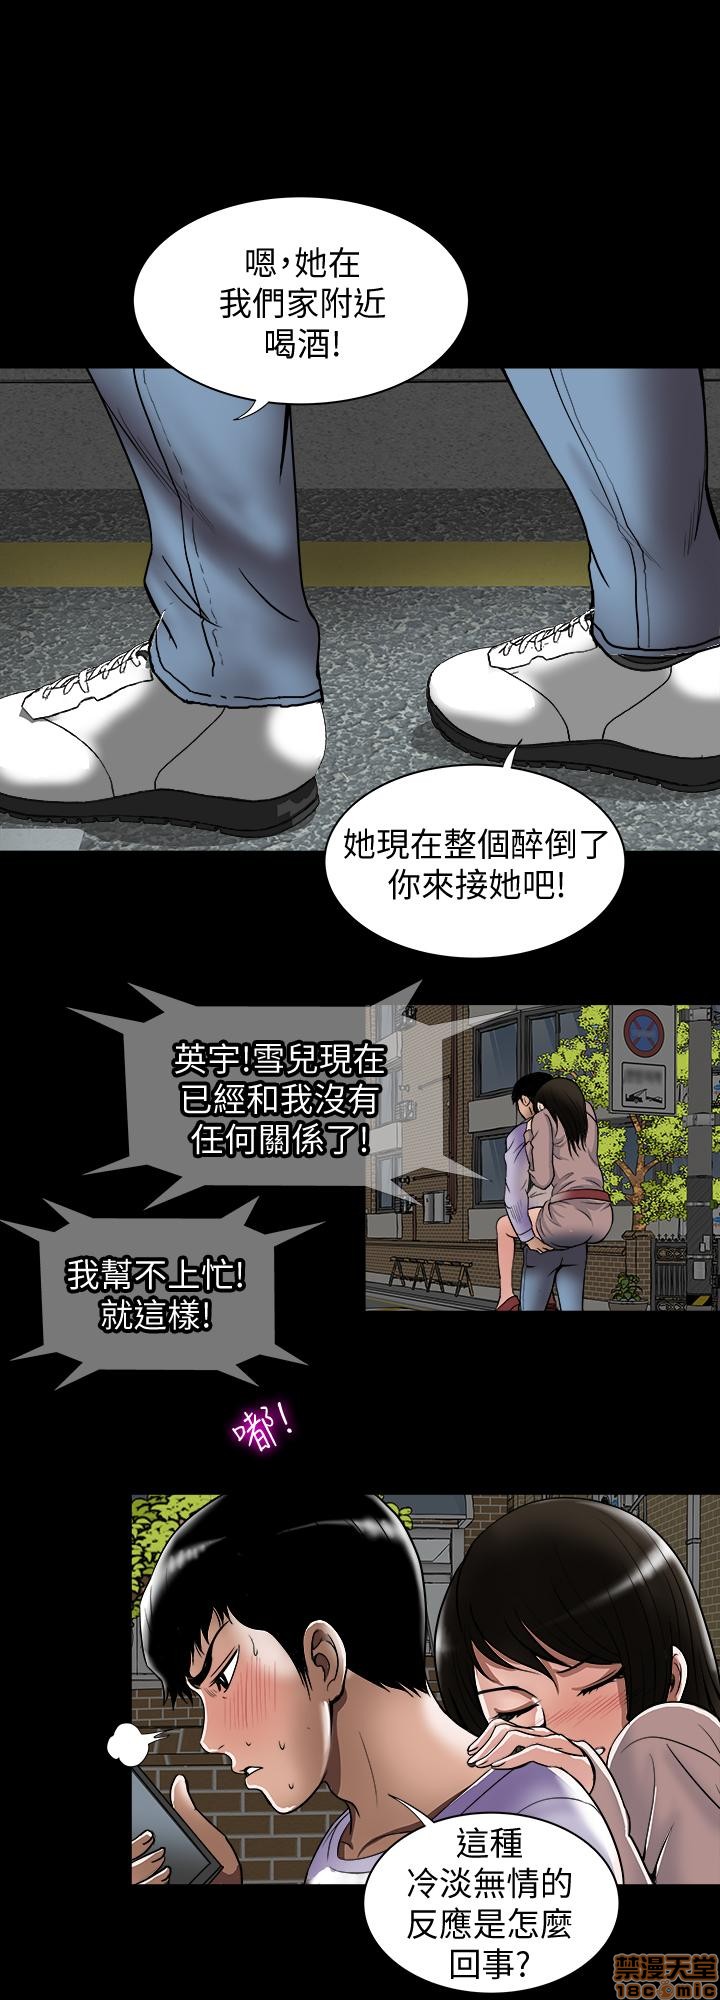 嗯，她在
我們家附近
喝酒！
她現在整個醉倒了
你來接她吧！
英宇！雪兒現在
已經和我沒有
任何關係了！
我幫不上忙！
就這樣！
嘟！
這種
冷淡無情的
反應是怎麼
回事？
禁漫天堂
18comic